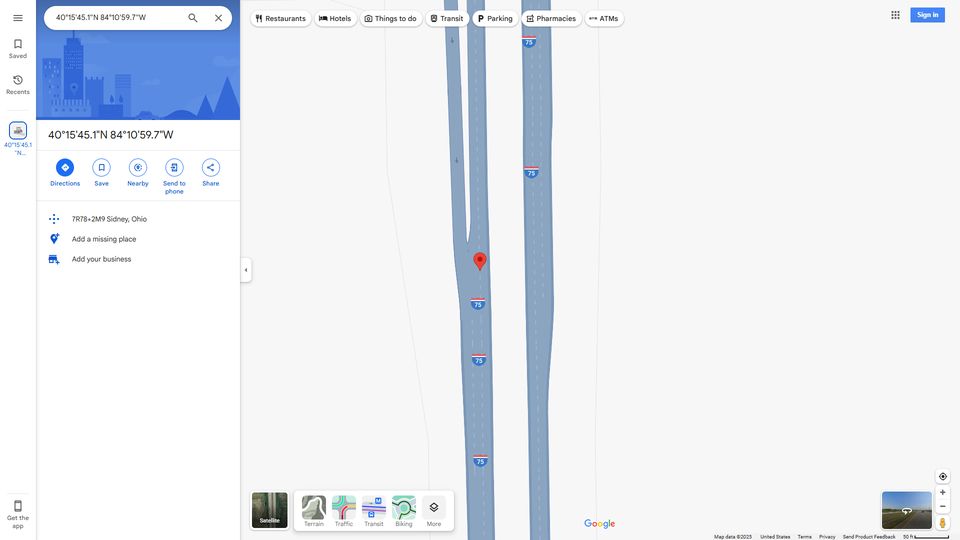 40°15'45.1"N 84°10'59.7"W
Restaurants
Hotels
Things to do
Transit
Parking
Pharmacies
ATMs
Sign in
Saved
Recents
40°15'45.1
"N...
40°15'45.1"N 84°10'59.7"W
Directions
Save
Nearby
Send to
phone
Share
7R78+2M9 Sidney, Ohio
Add a missing place
Add your business
75
75
75
75
75
Get the
app
Satellite
Terrain
Traffic
Transit
Biking
More
Google
Map data ©2025 United States Terms Privacy Send Product Feedback 50 ft